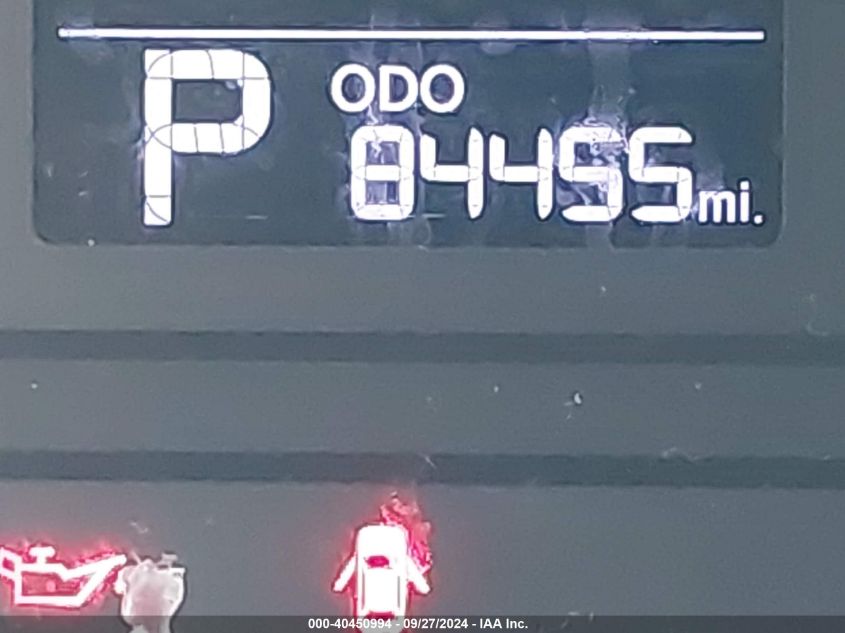 P
ODO
84455 mi.
000-40450994 - 09/27/2024 - IAA Inc.